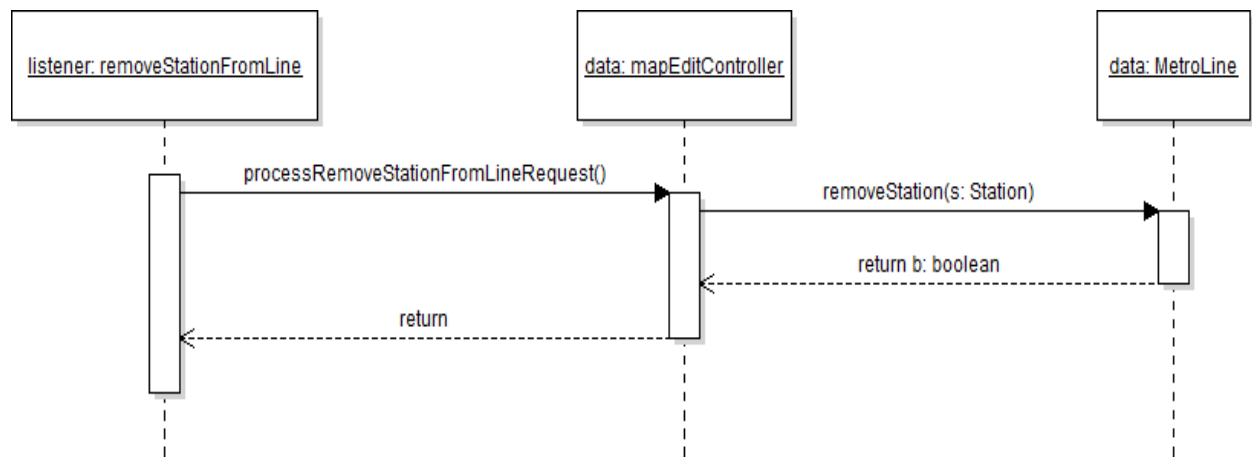 listener: removeStationFromLine
data: mapEditController
data: MetroLine
processRemoveStationFromLineRequest()
removeStation(s: Station)
return b: boolean
return